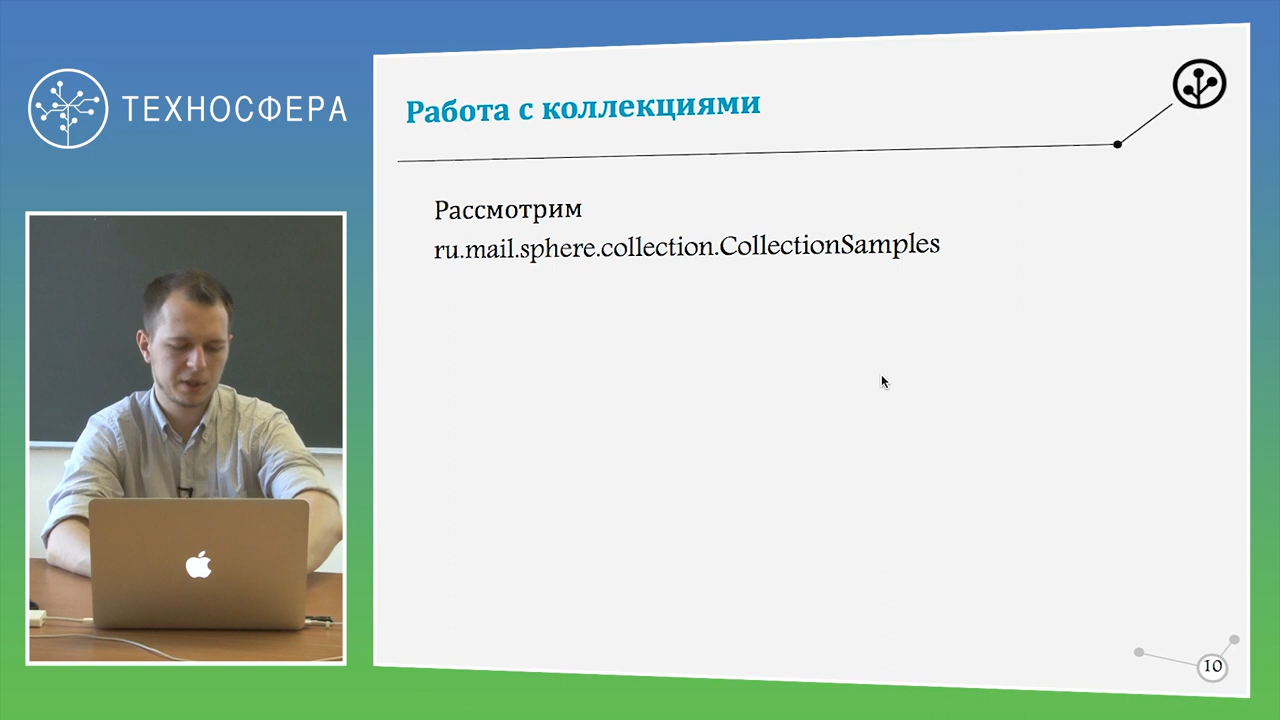 ТЕХНОСФЕРА
Работа с коллекциями
Рассмотрим
ru.mail.sphere.collection.CollectionSamples
10